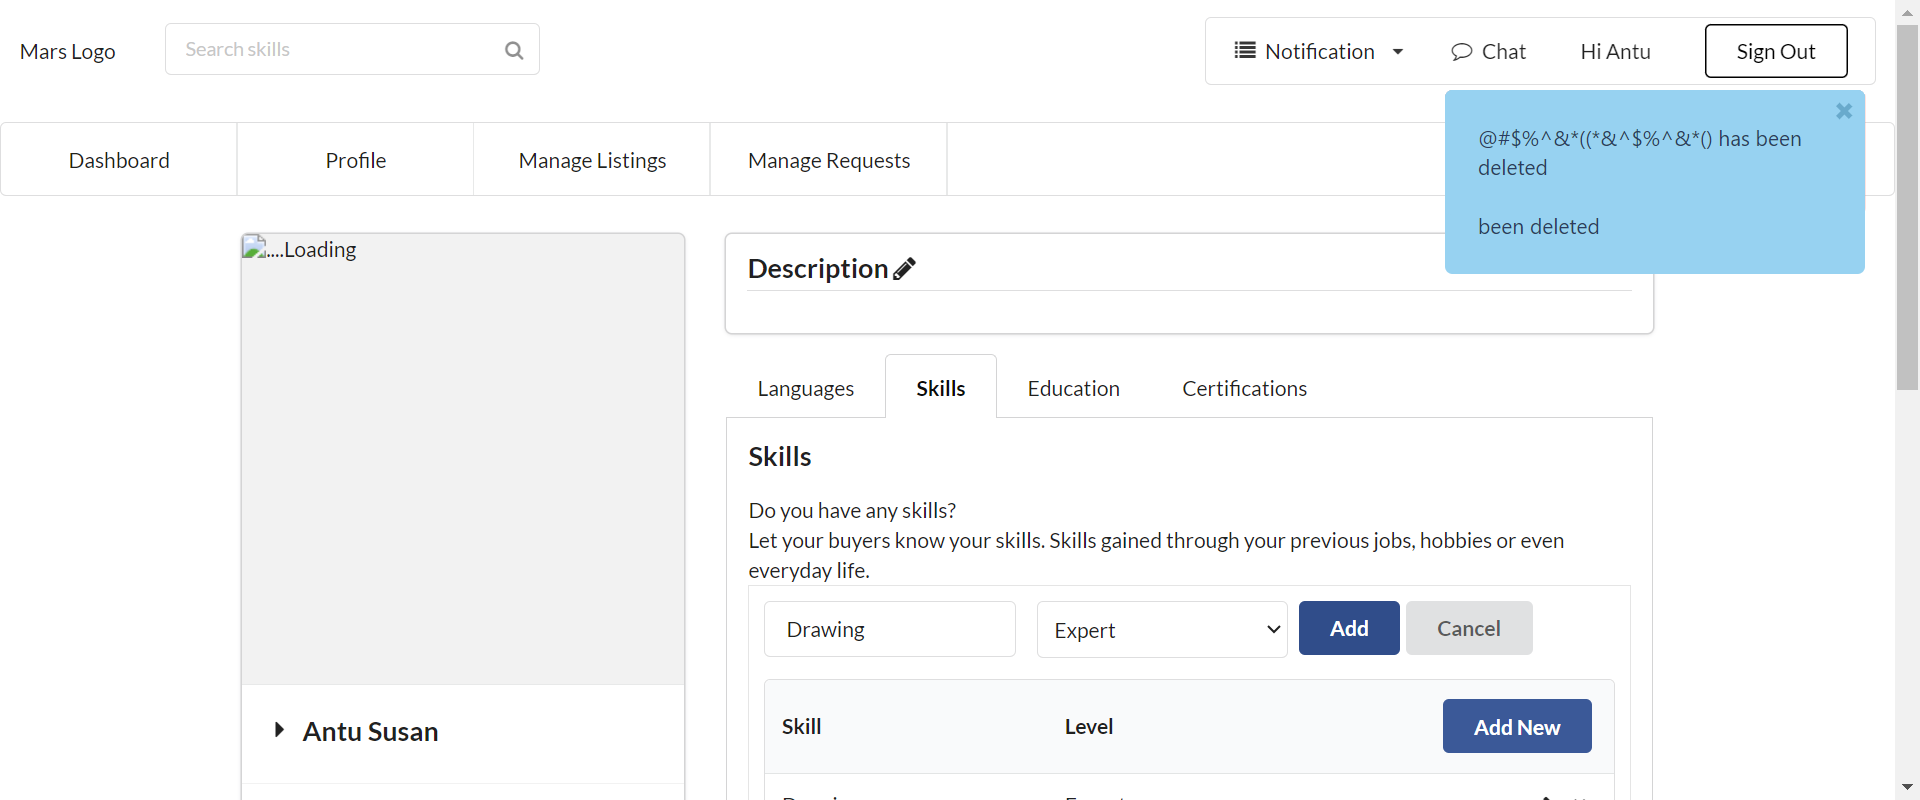 Mars Logo
Search skills
Notification
Chat
Hi Antu
Sign Out
Dashboard
Profile
Manage Listings
Manage Requests
@#$%^&*((*&^$%^&*() has been
deleted
been deleted
....Loading
Description
Languages
Skills
Education
Certifications
Skills
Do you have any skills?
Let your buyers know your skills. Skills gained through your previous jobs, hobbies or even
everyday life.
Drawing
Expert
Add
Cancel
Skill
Level
Add New
Antu Susan